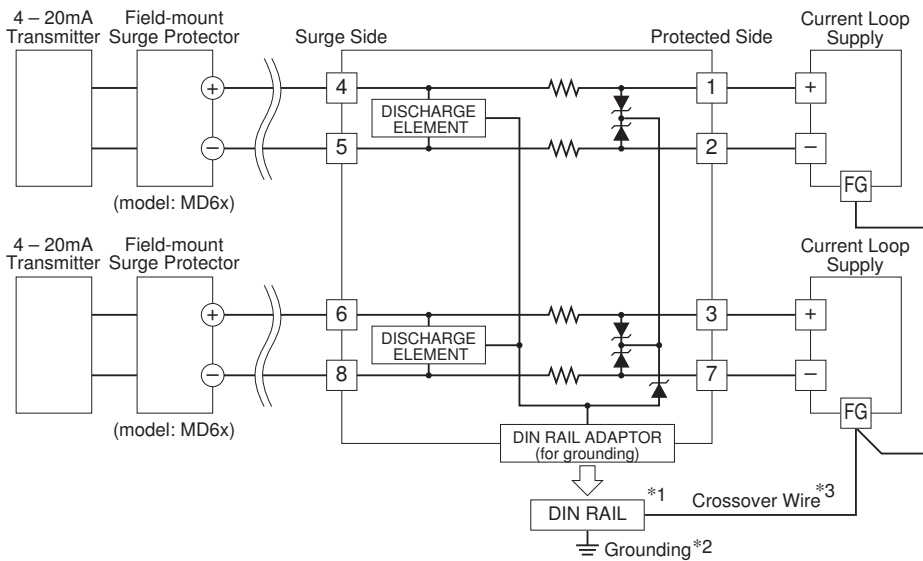 4 – 20mA
Transmitter
Field-mount
Surge Protector
Surge Side
Protected Side
Current Loop
Supply
+
4
1
+
DISCHARGE
ELEMENT
−
5
2
−
FG
(model: MD6x)
4 – 20mA
Transmitter
Field-mount
Surge Protector
Current Loop
Supply
+
6
3
+
DISCHARGE
ELEMENT
−
8
7
−
FG
(model: MD6x)
DIN RAIL ADAPTOR
(for grounding)
DIN RAIL
*1
Crossover Wire*3
Grounding*2